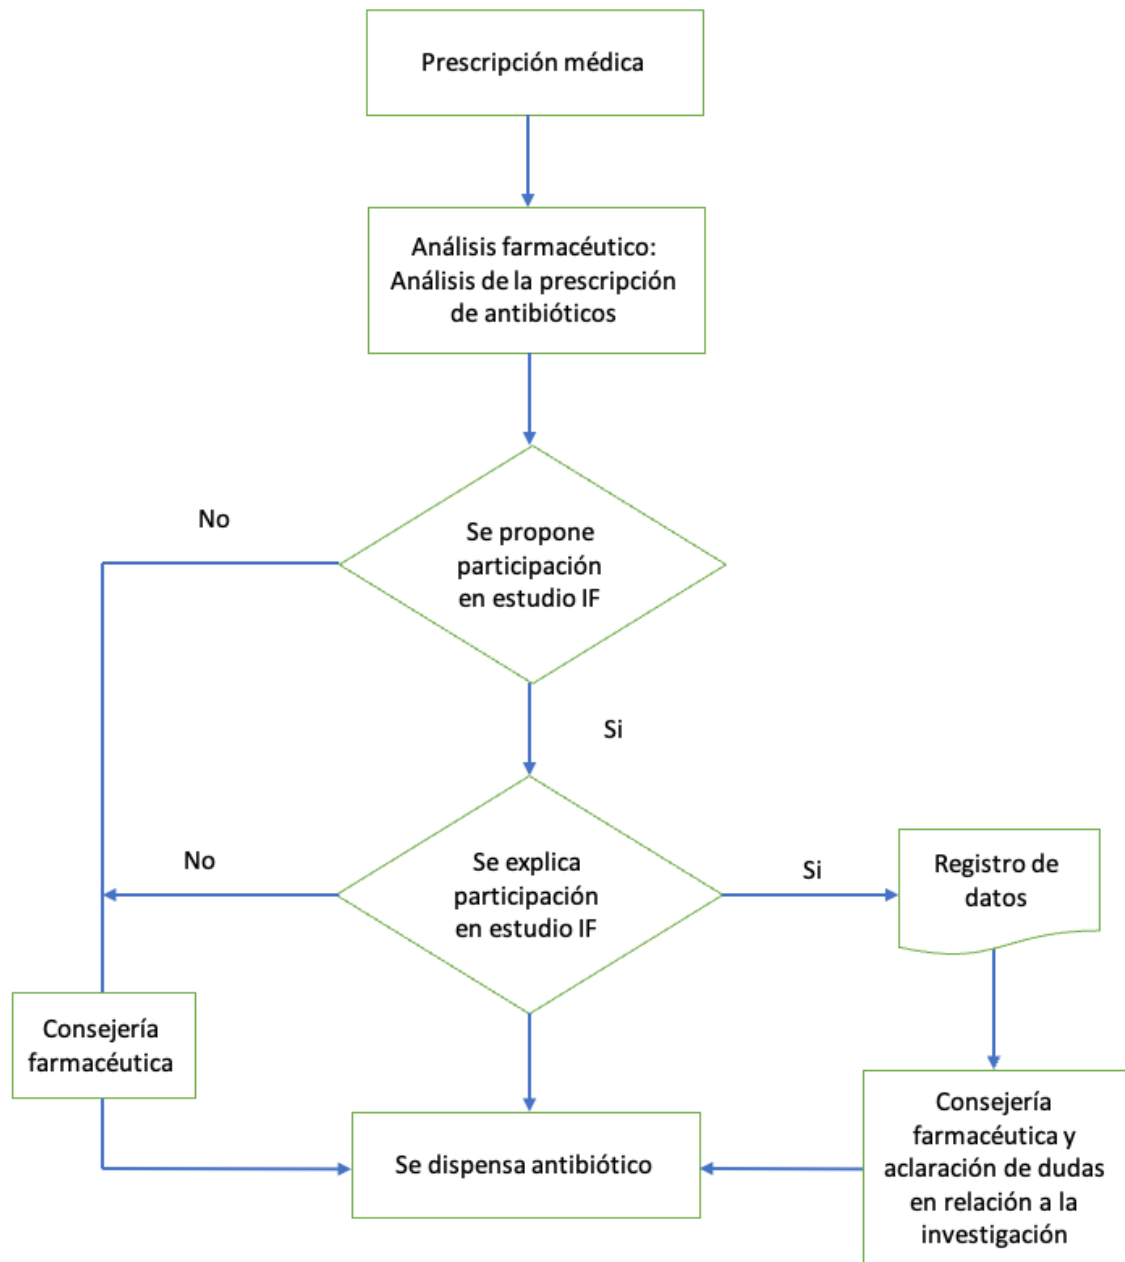 Prescripción médica
Análisis farmacéutico:
Análisis de la prescripción
de antibióticos
No
Se propone
participación
en estudio IF
Si
No
Se explica
participación
en estudio IF
Si
Registro de
datos
Consejería
farmacéutica
Se dispensa antibiótico
Consejería
farmacéutica y
aclaración de dudas
en relación a la
investigación